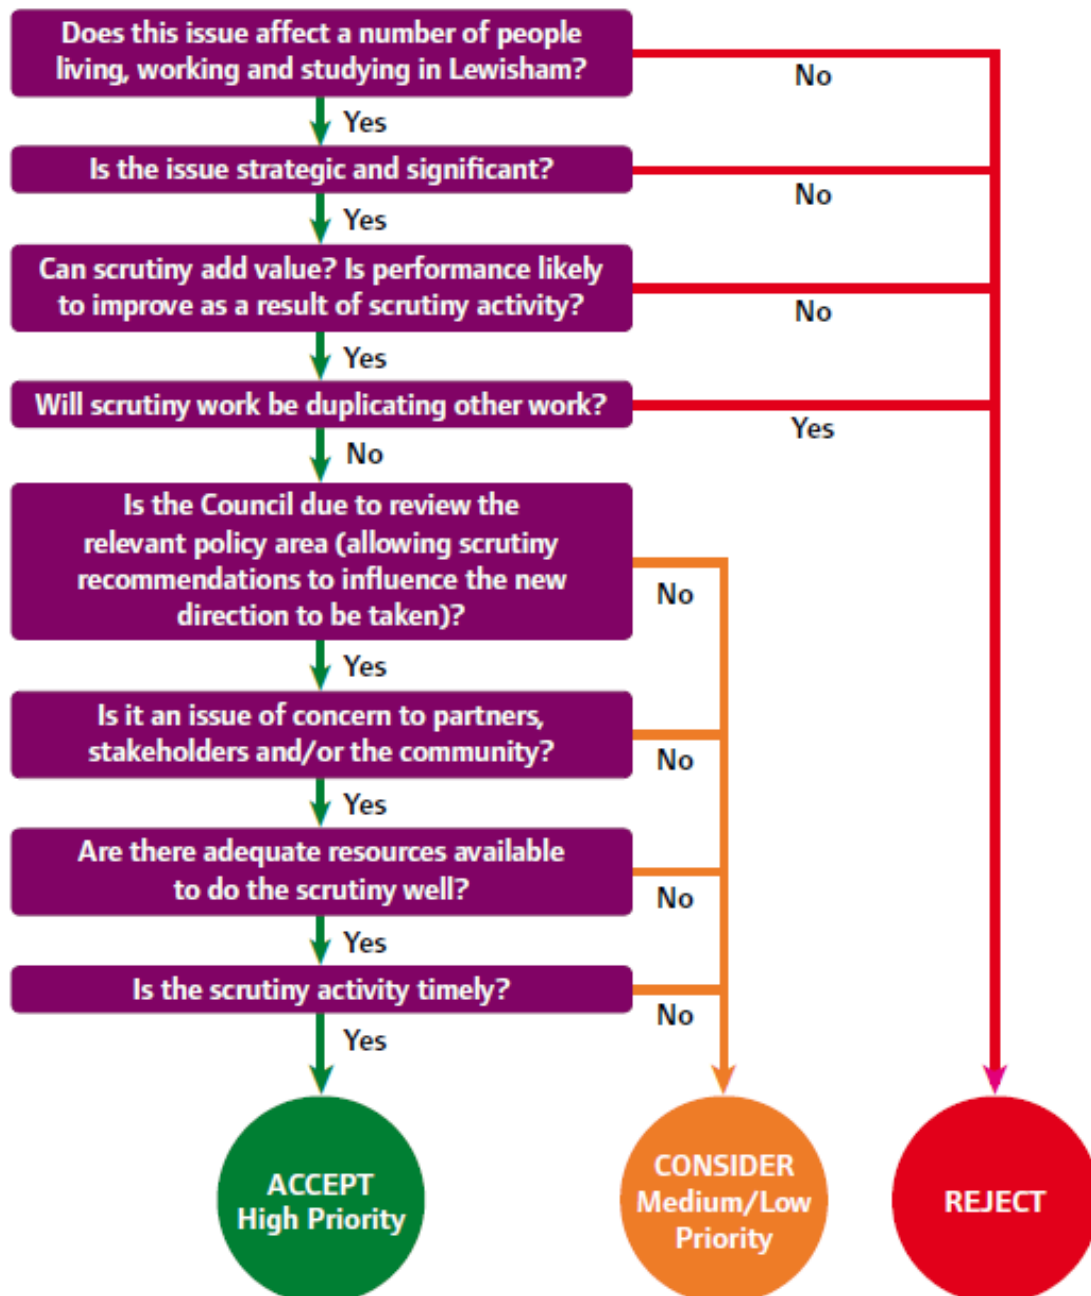 Does this issue affect a number of people
living, working and studying in Lewisham?
No
Yes
Is the issue strategic and significant?
No
Yes
Can scrutiny add value? Is performance likely
to improve as a result of scrutiny activity?
No
Yes
Will scrutiny work be duplicating other work?
Yes
No
Is the Council due to review the
relevant policy area (allowing scrutiny
recommendations to influence the new
direction to be taken)?
No
Yes
Is it an issue of concern to partners,
stakeholders and/or the community?
No
Yes
Are there adequate resources available
to do the scrutiny well?
No
Yes
Is the scrutiny activity timely?
No
Yes
ACCEPT
High Priority
CONSIDER
Medium/Low
Priority
REJECT